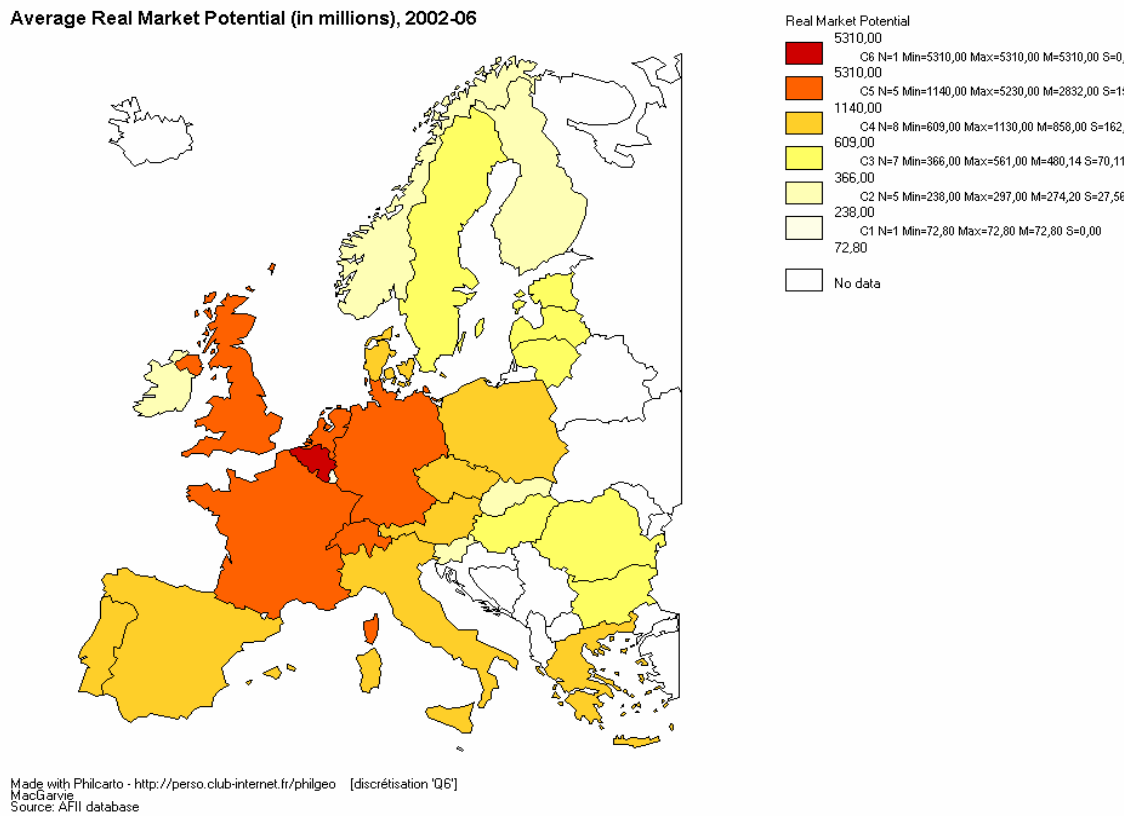 Average Real Market Potential (in millions), 2002-06
Real Market Potential
5310,00
C6 N=1 Min=5310,00 Max=5310,00 M=5310,00 S=0,
5310,00
C5 N=5 Min=1140,00 Max=5230,00 M=2832,00 S=15
1140,00
C4 N=8 Min=609,00 Max=1130,00 M=858,00 S=162,
609,00
C3 N=7 Min=366,00 Max=561,00 M=480,14 S=70,11
366,00
C2 N=5 Min=238,00 Max=297,00 M=274,20 S=27,56
238,00
C1 N=1 Min=72,80 Max=72,80 M=72,80 S=0,00
72,80
No data
Made with Philcarto - http://perso.club-internet.fr/philgeo [discrétisation 'Q6']
MacGarvie
Source: AFII database